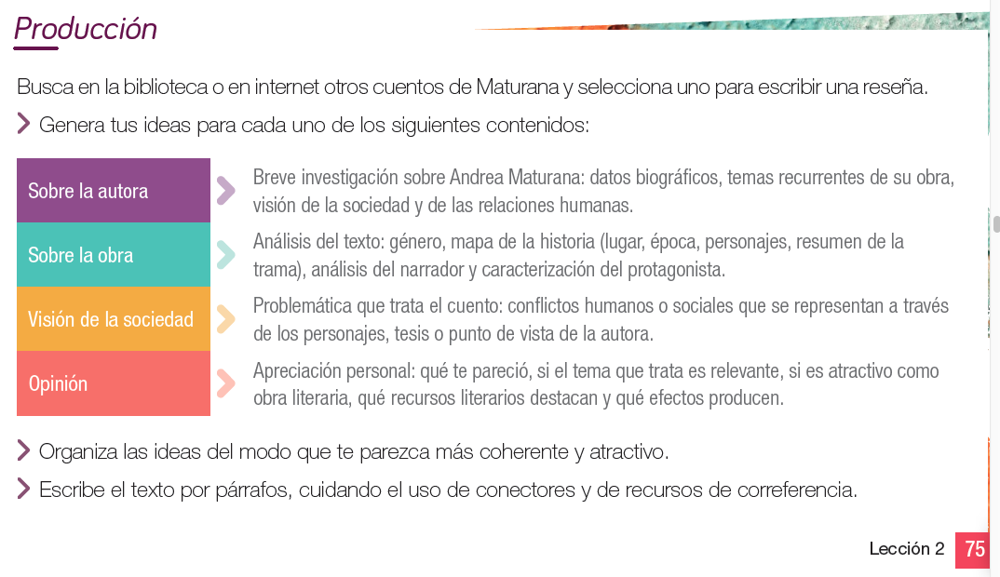 Producción
Busca en la biblioteca o en internet otros cuentos de Maturana y selecciona uno para escribir una reseña.
Genera tus ideas para cada uno de los siguientes contenidos:
Sobre la autora
Breve investigación sobre Andrea Maturana: datos biográficos, temas recurrentes de su obra,
visión de la sociedad y de las relaciones humanas.
Sobre la obra
Análisis del texto: género, mapa de la historia (lugar, época, personajes, resumen de la
trama), análisis del narrador y caracterización del protagonista.
Visión de la sociedad
Problemática que trata el cuento: conflictos humanos o sociales que se representan a través
de los personajes, tesis o punto de vista de la autora.
Opinión
Apreciación personal: qué te pareció, si el tema que trata es relevante, si es atractivo como
obra literaria, qué recursos literarios destacan y qué efectos producen.
Organiza las ideas del modo que te parezca más coherente y atractivo.
Escribe el texto por párrafos, cuidando el uso de conectores y de recursos de correferencia.
Lección 2 75